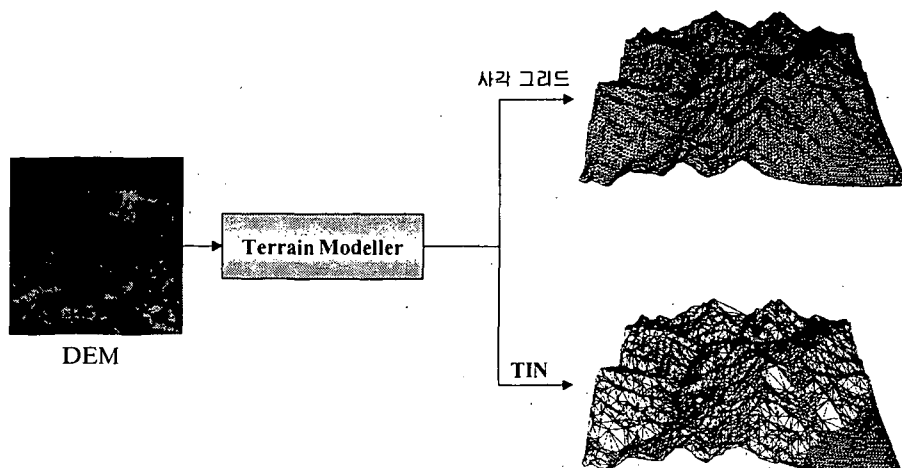 사각 그리드
Terrain Modeller
DEM
TIN